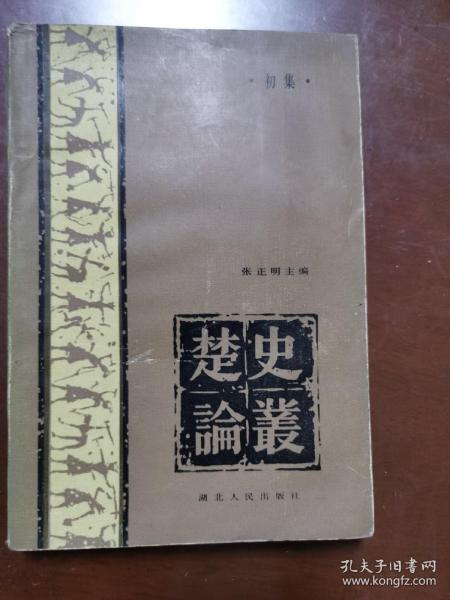 ·初集·
张正明主编
楚史
論叢
湖北人民出版社
孔夫子旧书网
www.kongfz.com